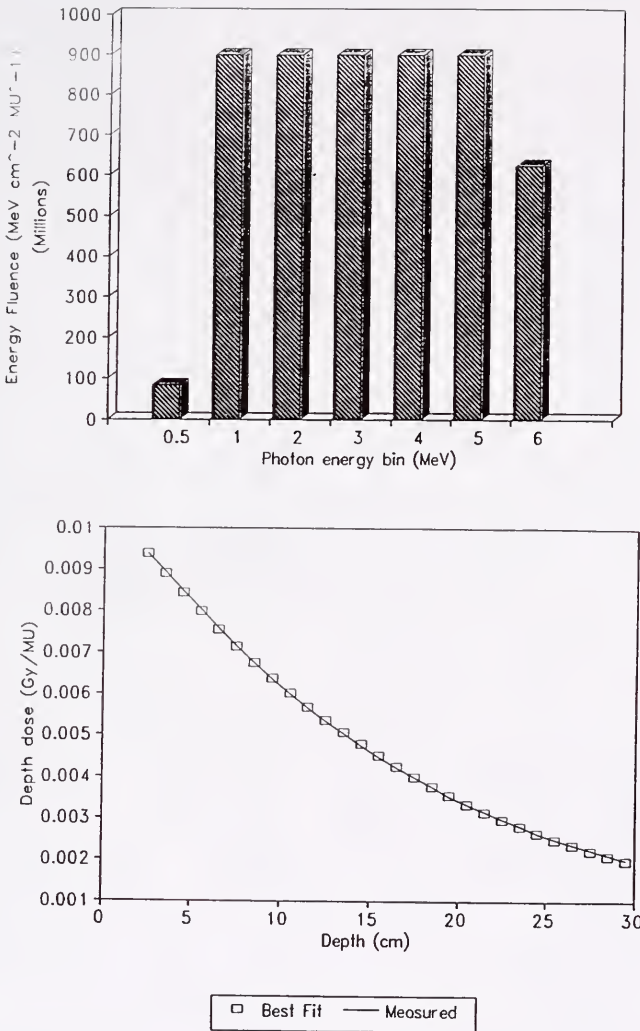 Energy Fluence (MeV cm^-2 MU^-1)
(Millions)
1000
900
800
700
600
500
400
300
200
100
0
0.5 1 2 3 4 5 6
Photon energy bin (MeV)
Depth dose (Gy/MU)
0.01
0.009
0.008
0.007
0.006
0.005
0.004
0.003
0.002
0.001
0 5 10 15 20 25 30
Depth (cm)
Best Fit Measured